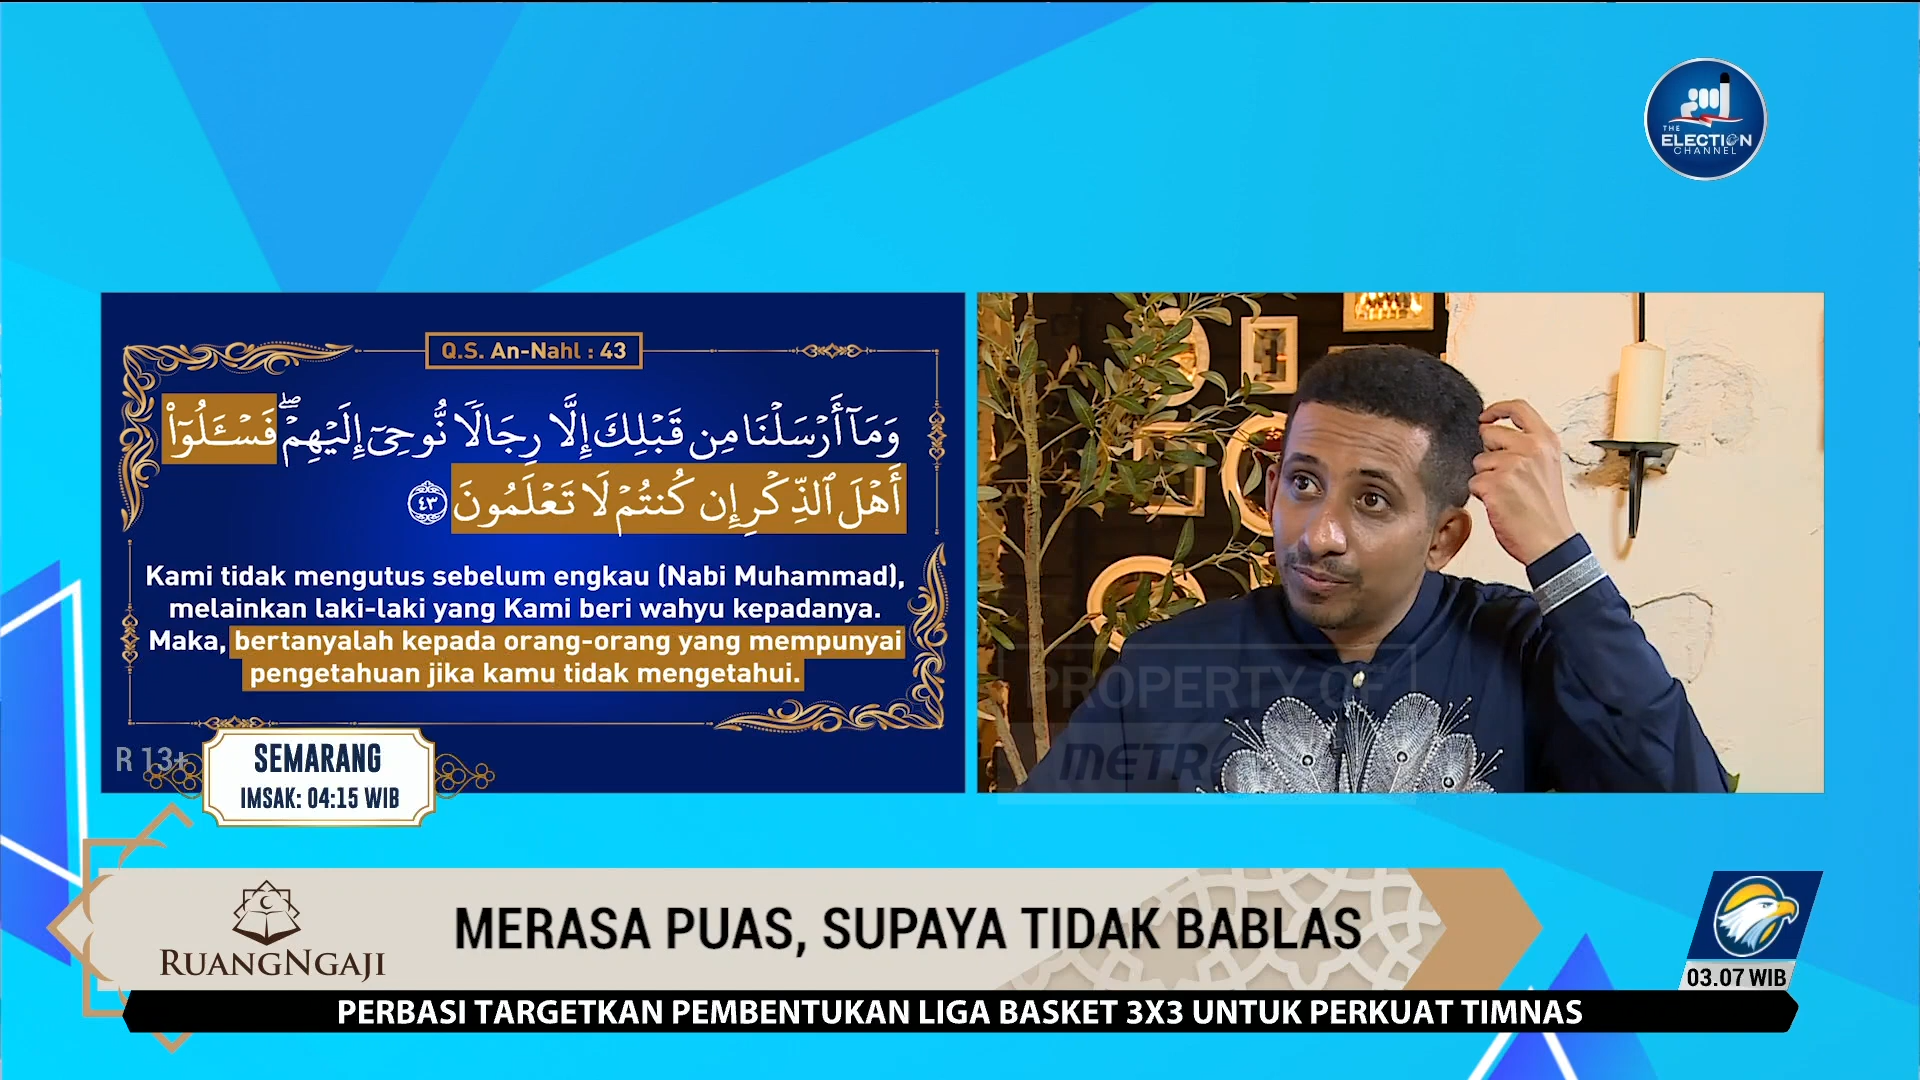 THE
ELECTION
CHANNEL
Q.S. An-Nahl : 43
وَمَآ أَرْسَلْنَا مِن قَبْلِكَ إِلَّا رِجَالًا نُّوحِىٓ إِلَيْهِمْ ۖ فَسْـَٔلُوٓا۟
أَهْلَ ٱلذِّكْرِ إِن كُنتُمْ لَا تَعْلَمُونَ ٤٣
Kami tidak mengutus sebelum engkau (Nabi Muhammad),
melainkan laki-laki yang Kami beri wahyu kepadanya.
Maka, bertanyalah kepada orang-orang yang mempunyai
pengetahuan jika kamu tidak mengetahui.
PROPERTY OF
R 13+
SEMARANG
IMSAK: 04:15 WIB
RUANGNGAJI
MERASA PUAS, SUPAYA TIDAK BABLAS
03.07 WIB
PERBASI TARGETKAN PEMBENTUKAN LIGA BASKET 3X3 UNTUK PERKUAT TIMNAS